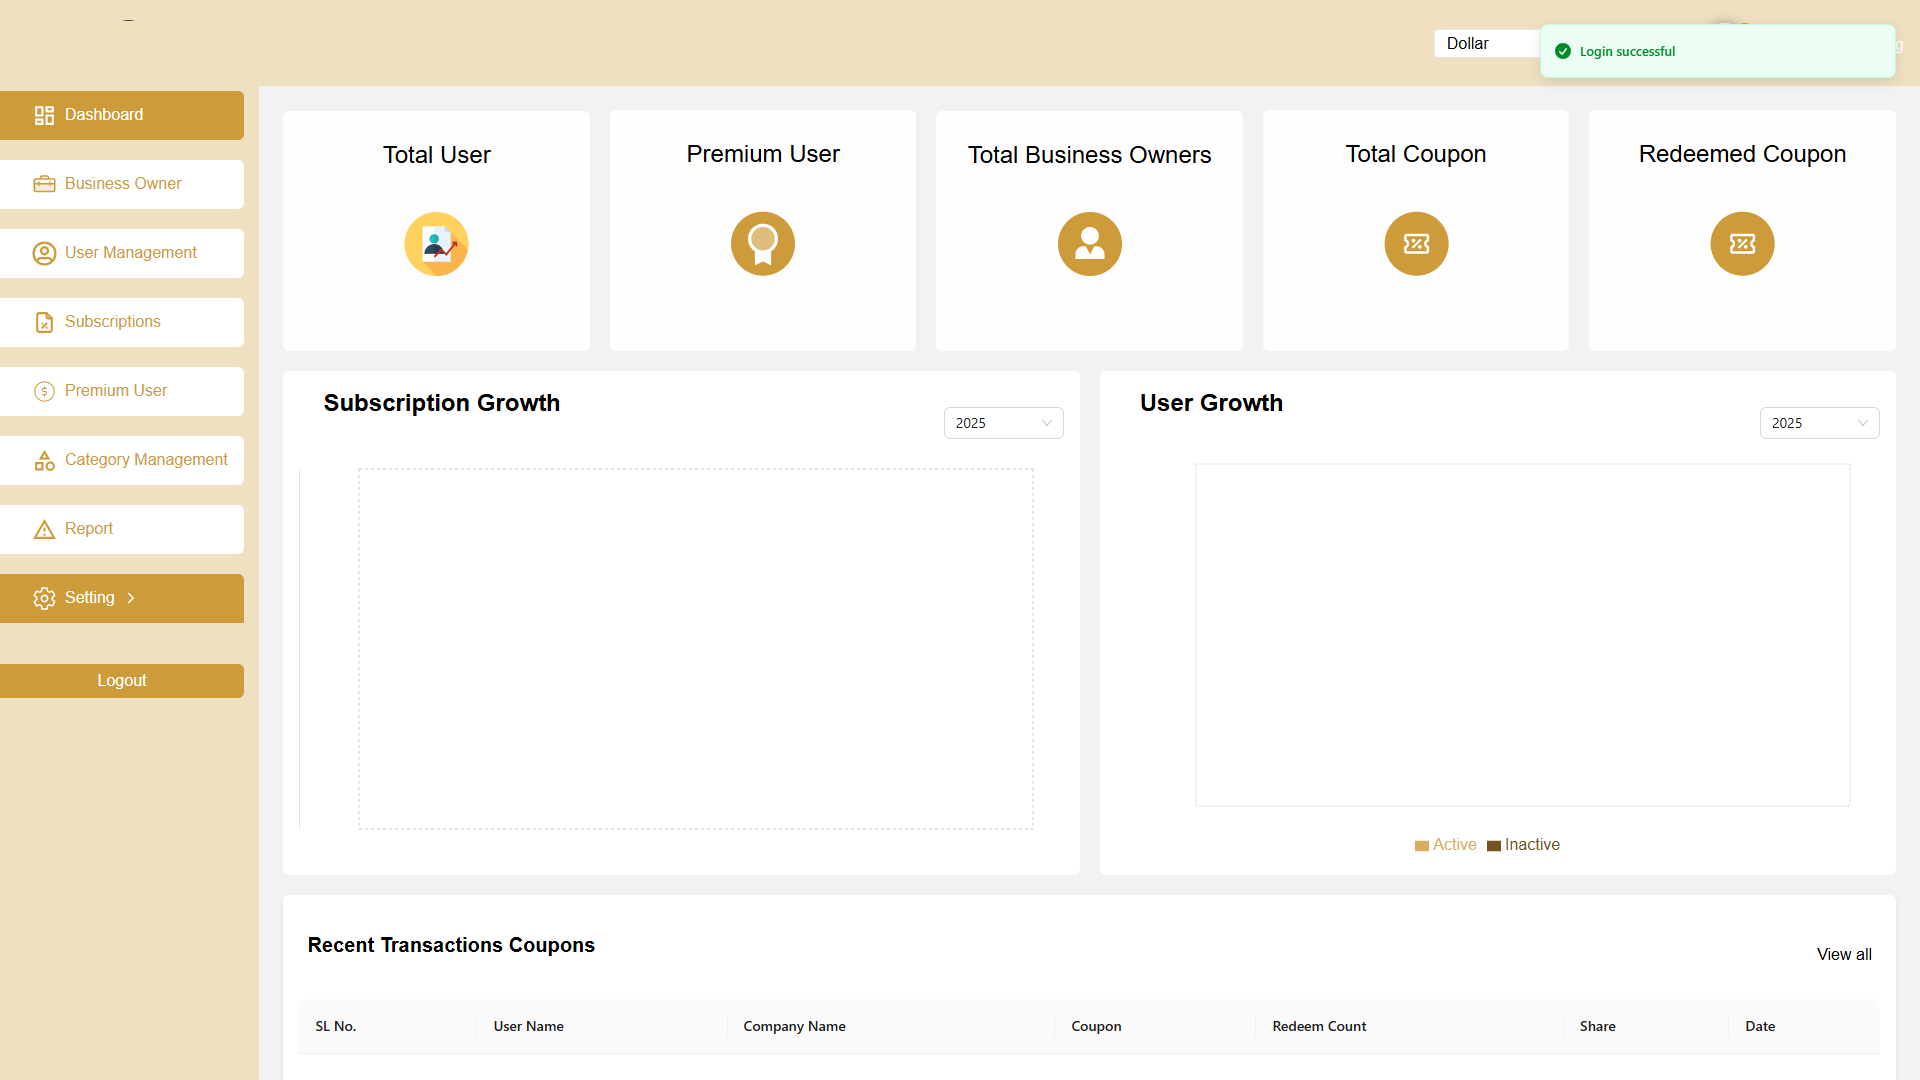 Dollar
Login successful
Dashboard
Business Owner
User Management
Subscriptions
Premium User
Category Management
Report
Setting
Logout
Total User
Premium User
Total Business Owners
Total Coupon
Redeemed Coupon
Subscription Growth
2025
User Growth
2025
Active Inactive
Recent Transactions Coupons
View all
SL No. User Name Company Name Coupon Redeem Count Share Date